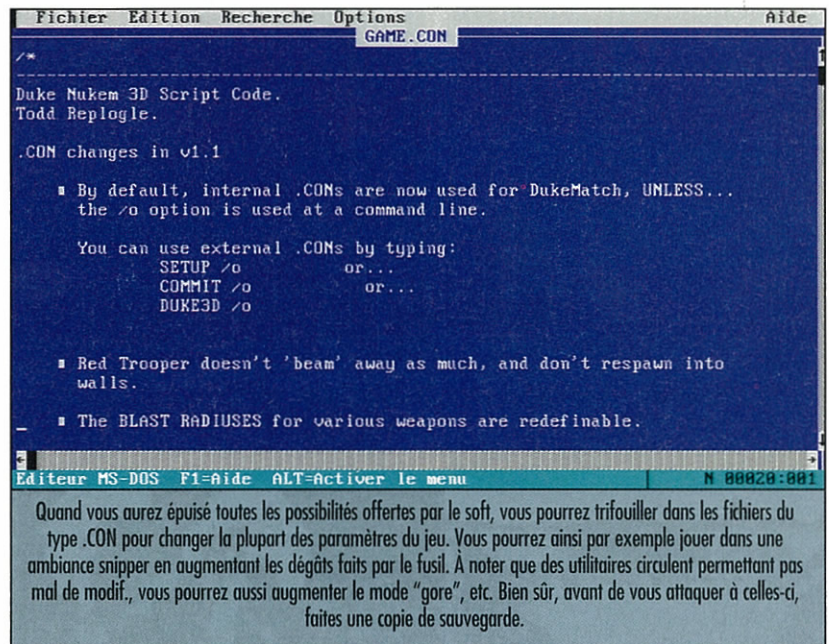 Fichier Edition Recherche Options Aide
GAME.CON
/*
--------------------------------------------------------------------------------
Duke Nukem 3D Script Code.
Todd Replogle.
.CON changes in v1.1
■ By default, internal .CONs are now used for DukeMatch, UNLESS...
the /o option is used at a command line.
You can use external .CONs by typing:
SETUP /o or...
COMMIT /o or...
DUKE3D /o
■ Red Trooper doesn't 'beam' away as much, and don't respawn into
walls.
■ The BLAST RADIUSES for various weapons are redefinable.
Editeur MS-DOS F1=Aide ALT=Activer le menu N 00020:001
Quand vous aurez épuisé toutes les possibilités offertes par le soft, vous pourrez trifouiller dans les fichiers du
type .CON pour changer la plupart des paramètres du jeu. Vous pourrez ainsi par exemple jouer dans une
ambiance snipper en augmentant les dégâts faits par le fusil. À noter que des utilitaires circulent permettant pas
mal de modif., vous pourrez aussi augmenter le mode "gore", etc. Bien sûr, avant de vous attaquer à celles-ci,
faites une copie de sauvegarde.